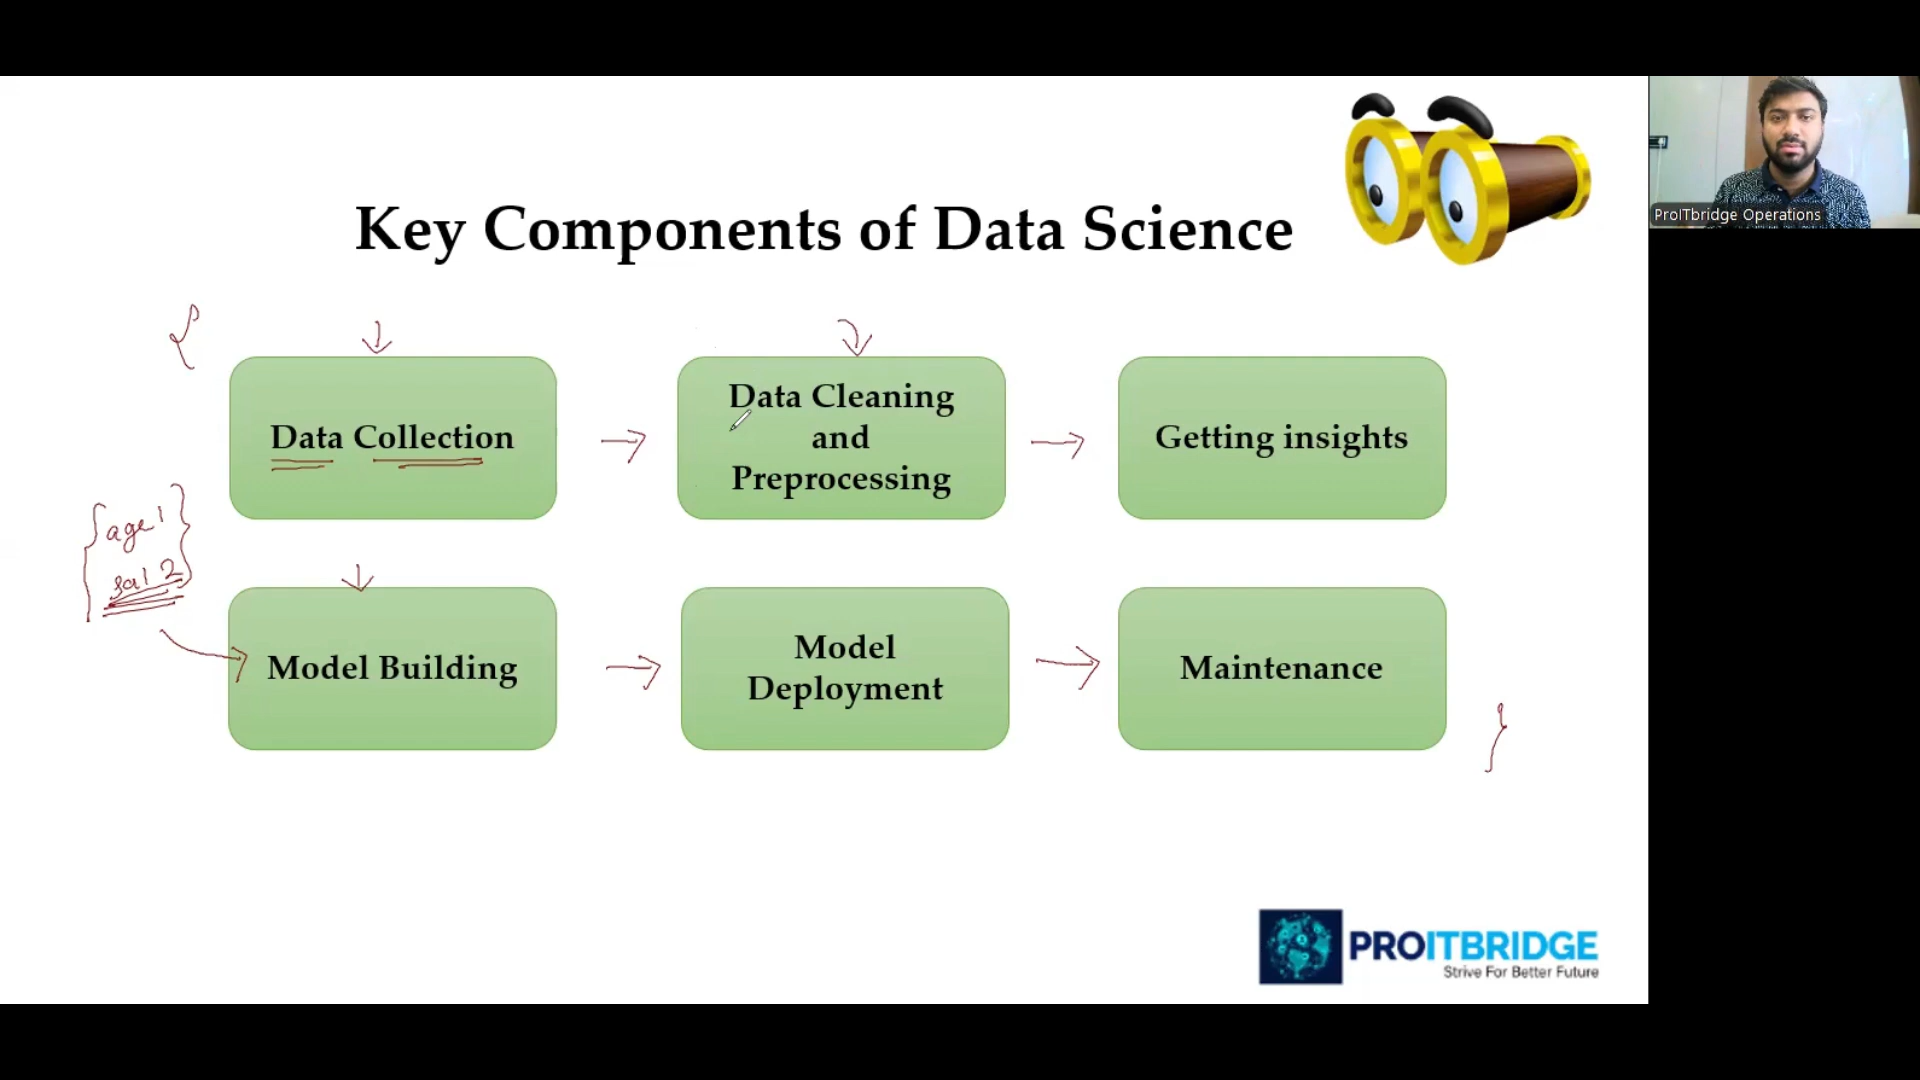 Key Components of Data Science
ProITbridge Operations
Data Collection
Data Cleaning
and
Preprocessing
Getting insights
age 1
sal 2
Model Building
Model
Deployment
Maintenance
PROITBRIDGE
Strive For Better Future